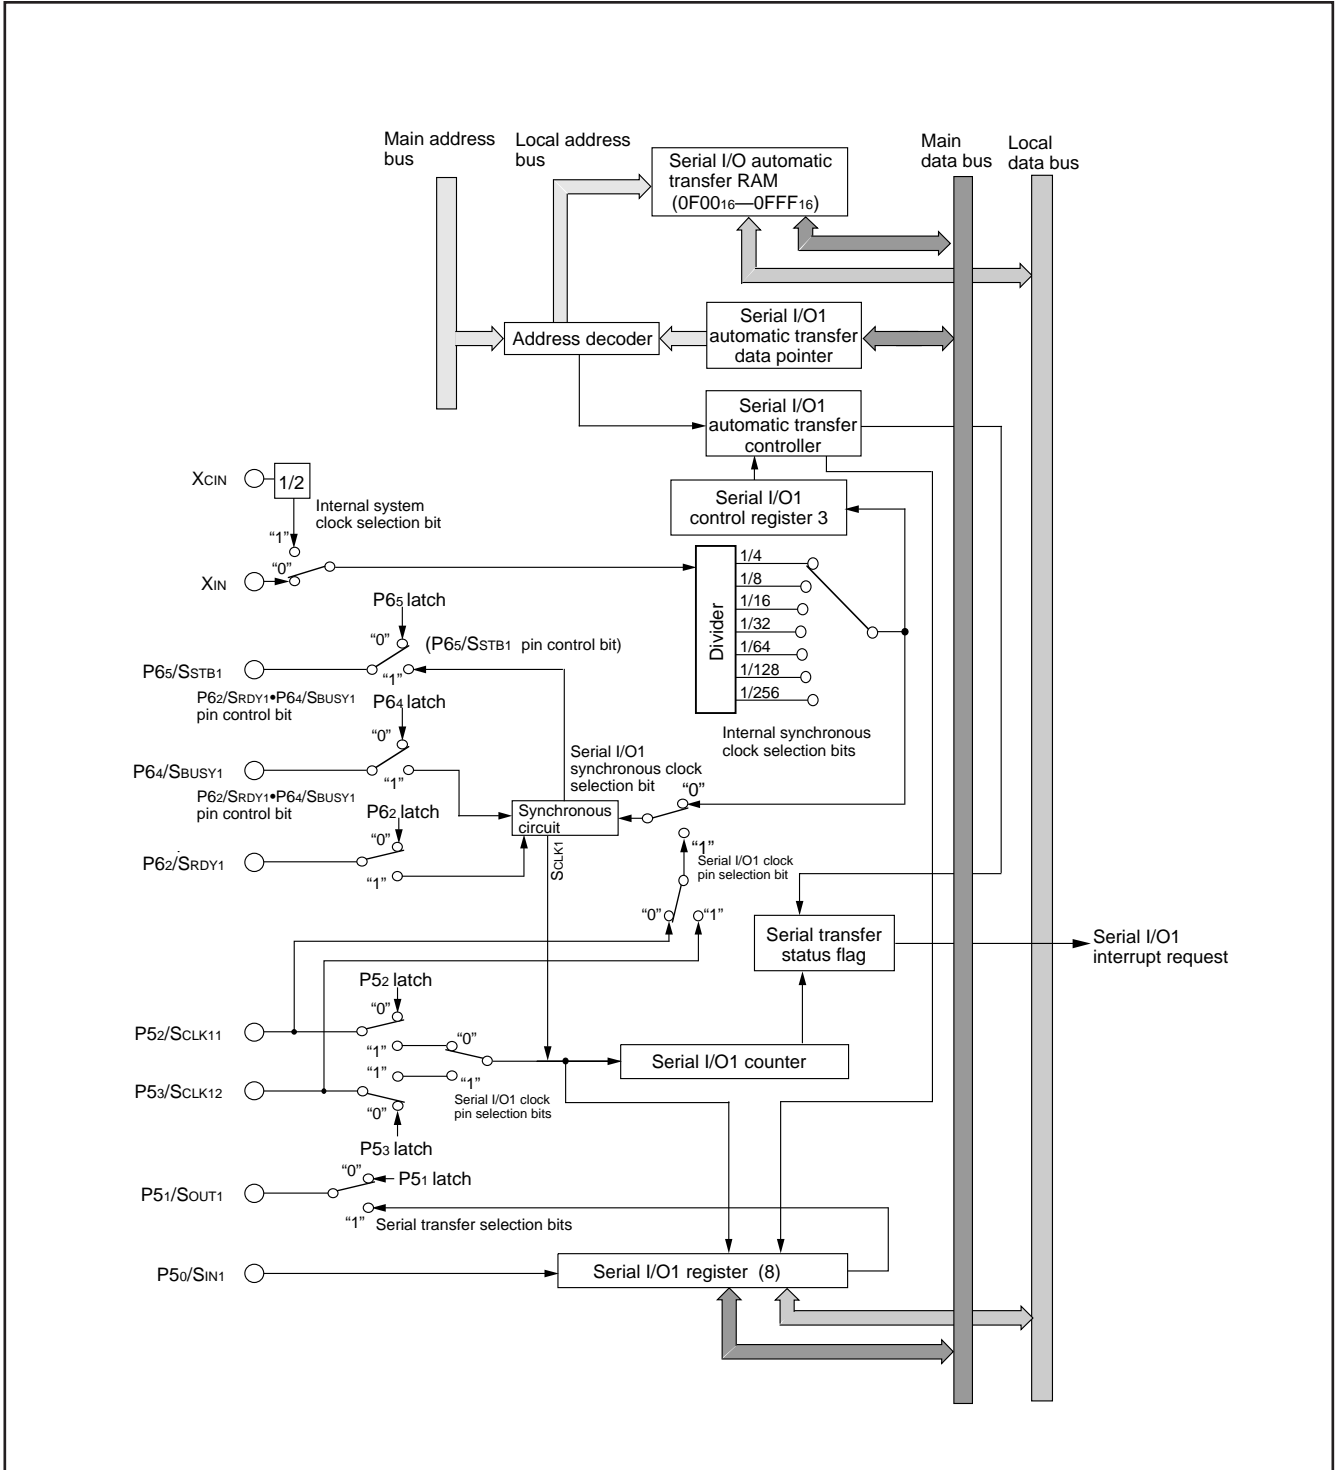 Main address
bus
Local address
bus
Serial I/O automatic
transfer RAM
(0F0016—0FFF16)
Main
data bus
Local
data bus
Address decoder
Serial I/O1
automatic transfer
data pointer
Serial I/O1
automatic transfer
controller
XCIN
1/2
Internal system
clock selection bit
Serial I/O1
control register 3
“1”
“0”
XIN
Divider
1/4
1/8
1/16
1/32
1/64
1/128
1/256
Internal synchronous
clock selection bits
P65 latch
“0”
(P65/SSTB1 pin control bit)
P65/SSTB1
“1”
P62/SRDY1•P64/SBUSY1
pin control bit
P64 latch
“0”
P64/SBUSY1
“1”
Serial I/O1
synchronous clock
selection bit
“0”
P62/SRDY1•P64/SBUSY1
pin control bit
P62 latch
Synchronous
circuit
“0”
P62/SRDY1
“1”
SCLK1
“1”
Serial I/O1 clock
pin selection bit
“0”
“1”
Serial transfer
status flag
Serial I/O1
interrupt request
P52 latch
“0”
P52/SCLK11
“1”
“0”
Serial I/O1 counter
“1”
“1”
P53/SCLK12
Serial I/O1 clock
pin selection bits
“0”
P53 latch
“0”
P51 latch
P51/SOUT1
“1”
Serial transfer selection bits
P50/SIN1
Serial I/O1 register (8)